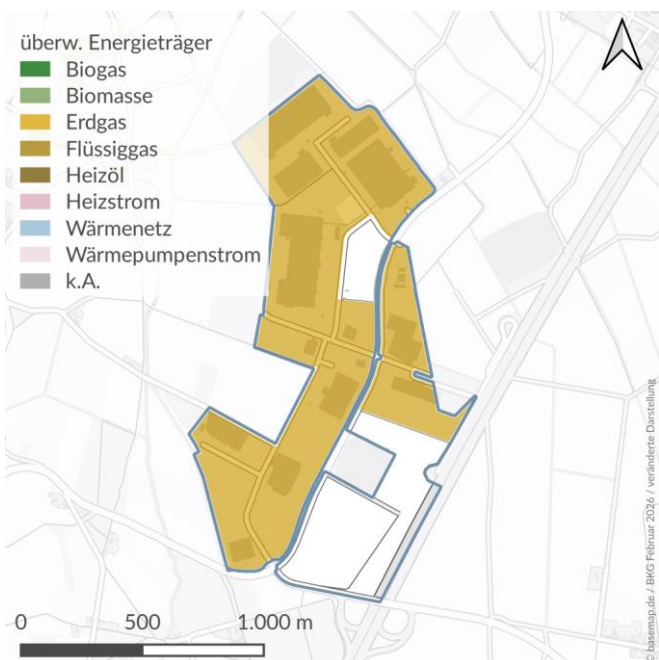 überw. Energieträger
Biogas
Biomasse
Erdgas
Flüssiggas
Heizöl
Heizstrom
Wärmenetz
Wärmepumpenstrom
k.A.
0 500 1.000 m
© basemap.de / BKG Februar 2026 / veränderte Darstellung